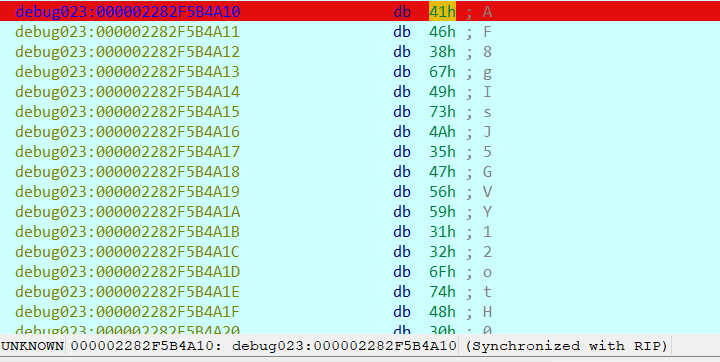 debug023:000002282F5B4A10 db 41h ; A
debug023:000002282F5B4A11 db 46h ; F
debug023:000002282F5B4A12 db 38h ; 8
debug023:000002282F5B4A13 db 67h ; g
debug023:000002282F5B4A14 db 49h ; I
debug023:000002282F5B4A15 db 73h ; s
debug023:000002282F5B4A16 db 4Ah ; J
debug023:000002282F5B4A17 db 35h ; 5
debug023:000002282F5B4A18 db 47h ; G
debug023:000002282F5B4A19 db 56h ; V
debug023:000002282F5B4A1A db 59h ; Y
debug023:000002282F5B4A1B db 31h ; 1
debug023:000002282F5B4A1C db 32h ; 2
debug023:000002282F5B4A1D db 6Fh ; o
debug023:000002282F5B4A1E db 74h ; t
debug023:000002282F5B4A1F db 48h ; H
debug023:000002282F5B4A20 db 30h ; 0
UNKNOWN 000002282F5B4A10: debug023:000002282F5B4A10 (Synchronized with RIP)